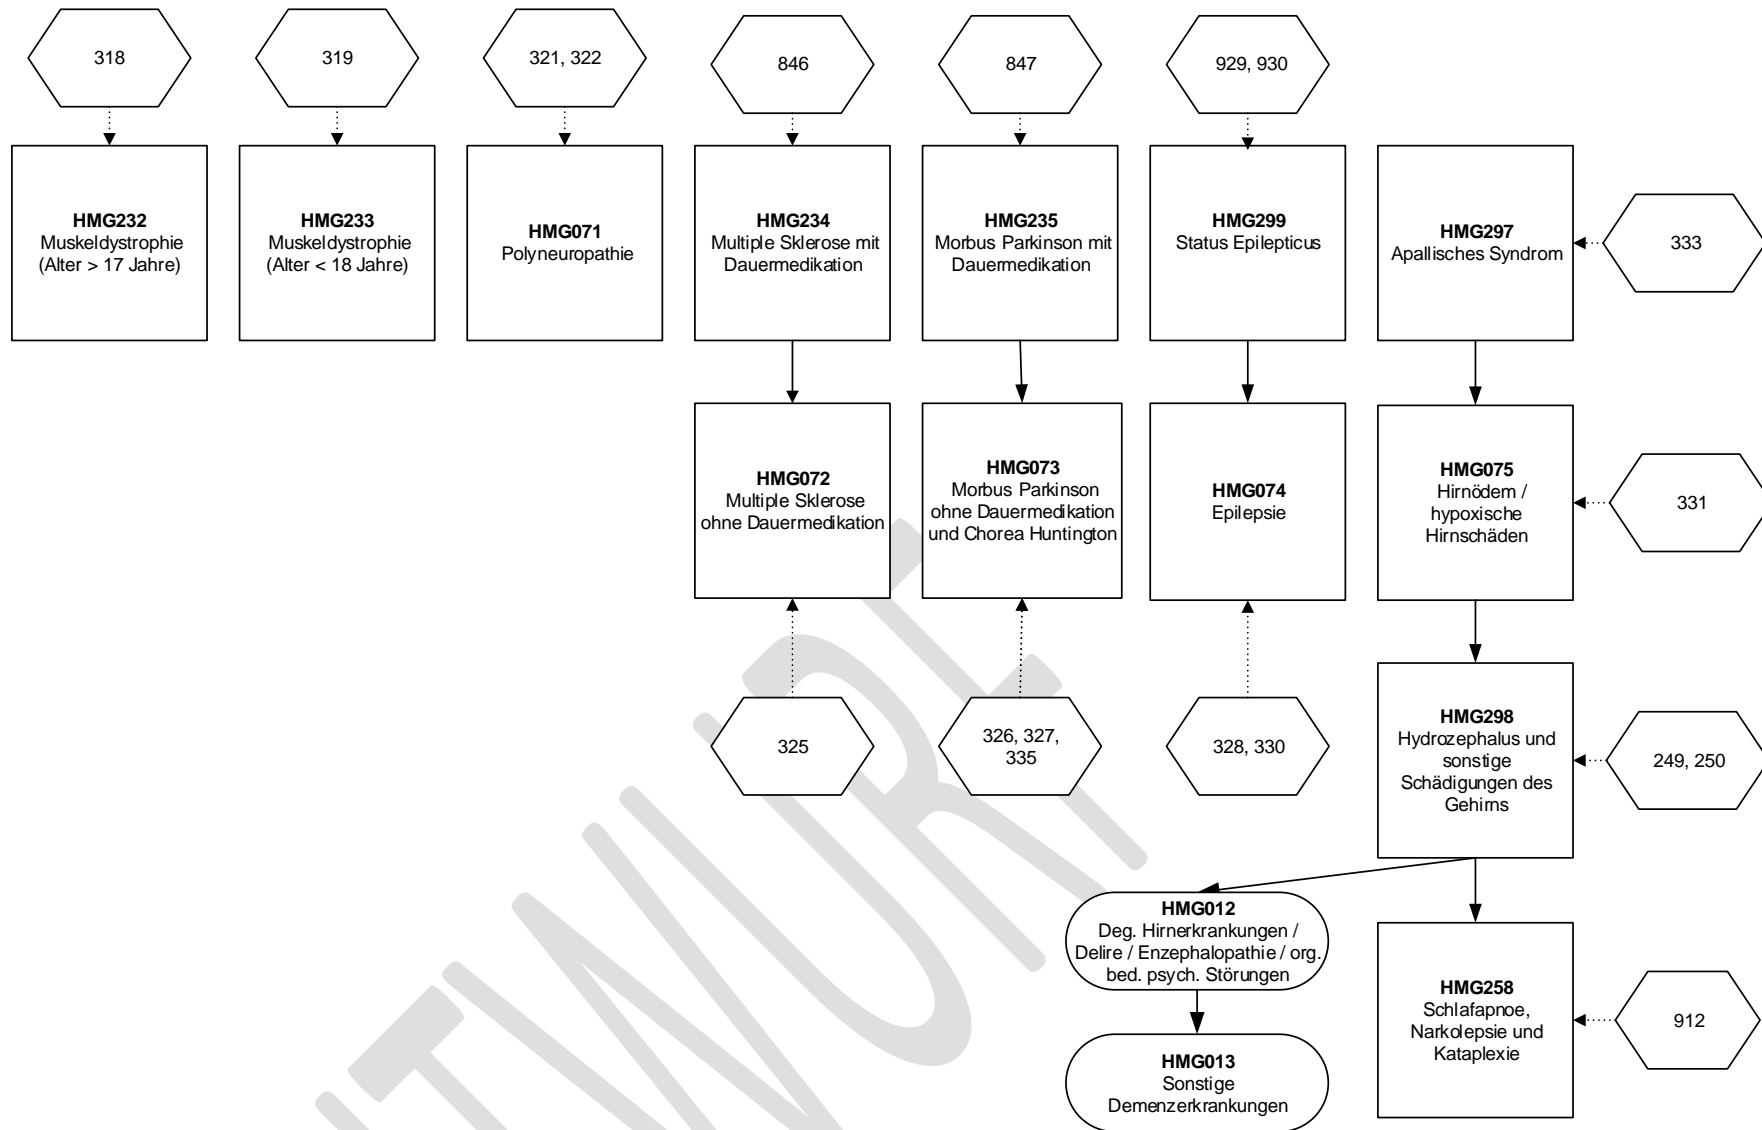 318
319
321, 322
846
847
929, 930
HMG232
Muskeldystrophie
(Alter > 17 Jahre)
HMG233
Muskeldystrophie
(Alter < 18 Jahre)
HMG071
Polyneuropathie
HMG234
Multiple Sklerose mit
Dauermedikation
HMG235
Morbus Parkinson mit
Dauermedikation
HMG299
Status Epilepticus
HMG297
Apallisches Syndrom
333
HMG072
Multiple Sklerose
ohne Dauermedikation
HMG073
Morbus Parkinson
ohne Dauermedikation
und Chorea Huntington
HMG074
Epilepsie
HMG075
Hirnödem /
hypoxische
Hirnschäden
331
325
326, 327,
335
328, 330
HMG298
Hydrozephalus und
sonstige
Schädigungen des
Gehirns
249, 250
HMG012
Deg. Hirnerkrankungen /
Delire / Enzephalopathie / org.
bed. psych. Störungen
HMG258
Schlafapnoe,
Narkolepsie und
Kataplexie
912
HMG013
Sonstige
Demenzerkrankungen
TWURF